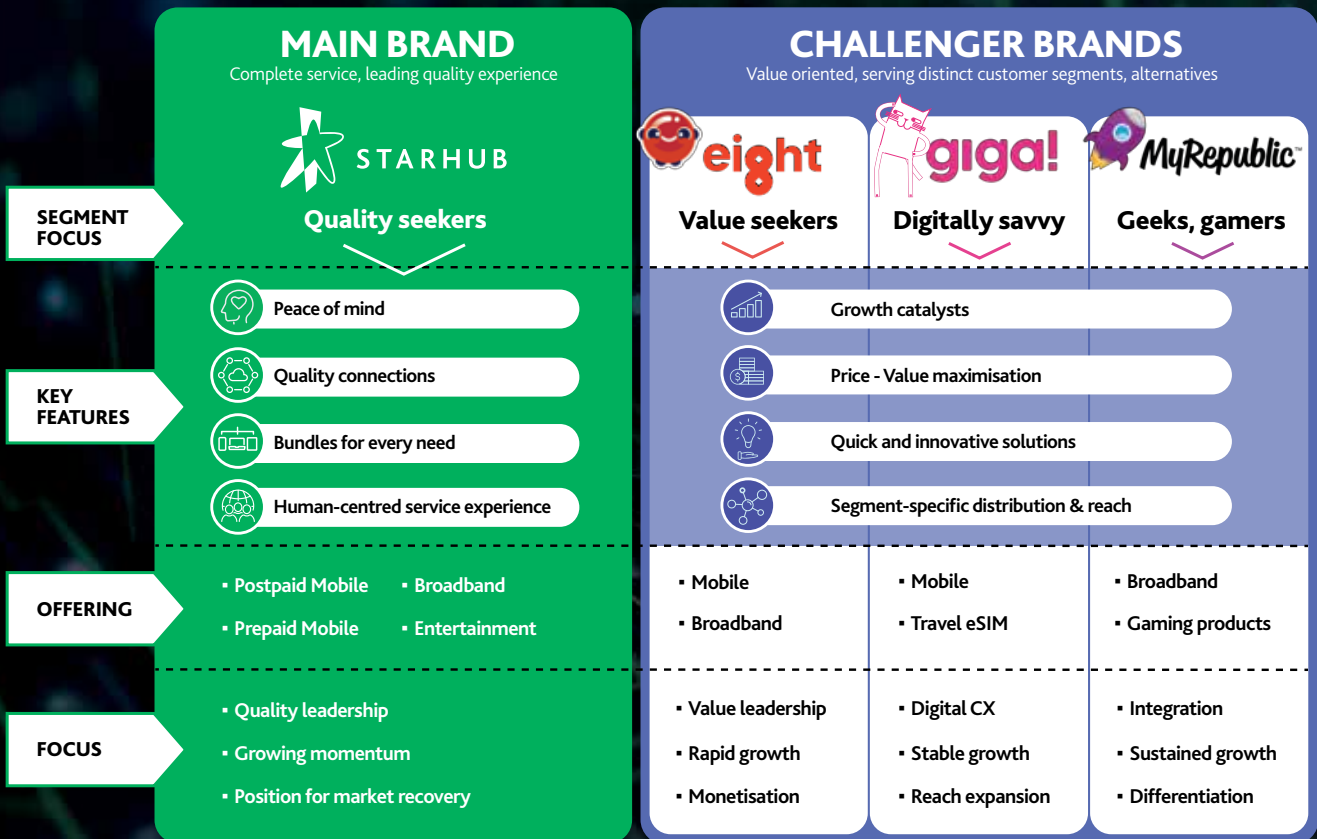 MAIN BRAND
Complete service, leading quality experience
CHALLENGER BRANDS
Value oriented, serving distinct customer segments, alternatives
STARHUB
eight
giga!
MyRepublic™
SEGMENT
FOCUS
Quality seekers
Value seekers
Digitally savvy
Geeks, gamers
KEY
FEATURES
Peace of mind
Quality connections
Bundles for every need
Human-centred service experience
Growth catalysts
Price - Value maximisation
Quick and innovative solutions
Segment-specific distribution & reach
OFFERING
▪ Postpaid Mobile
▪ Prepaid Mobile
▪ Broadband
▪ Entertainment
▪ Mobile
▪ Broadband
▪ Mobile
▪ Travel eSIM
▪ Broadband
▪ Gaming products
FOCUS
▪ Quality leadership
▪ Growing momentum
▪ Position for market recovery
▪ Value leadership
▪ Rapid growth
▪ Monetisation
▪ Digital CX
▪ Stable growth
▪ Reach expansion
▪ Integration
▪ Sustained growth
▪ Differentiation